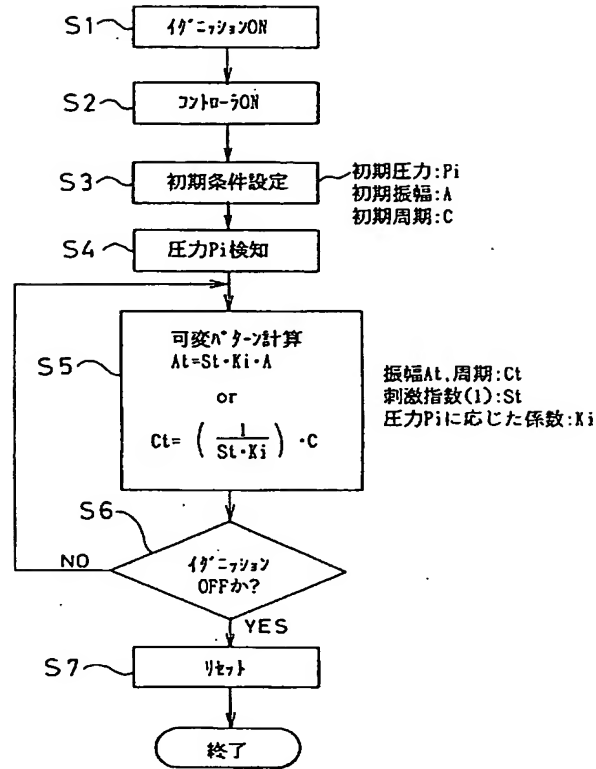 S1
イグニッションON
S2
コントローラON
S3
初期条件設定
初期圧力:Pi
初期振幅:A
初期周期:C
S4
圧力Pi検知
S5
可変パターン計算
At=St・Ki・A
or
Ct= ( 1 / St・Ki ) ・C
振幅At,周期:Ct
刺激指数(1):St
圧力Piに応じた係数:Ki
S6
イグニッション
OFFか?
NO
YES
S7
リセット
終了